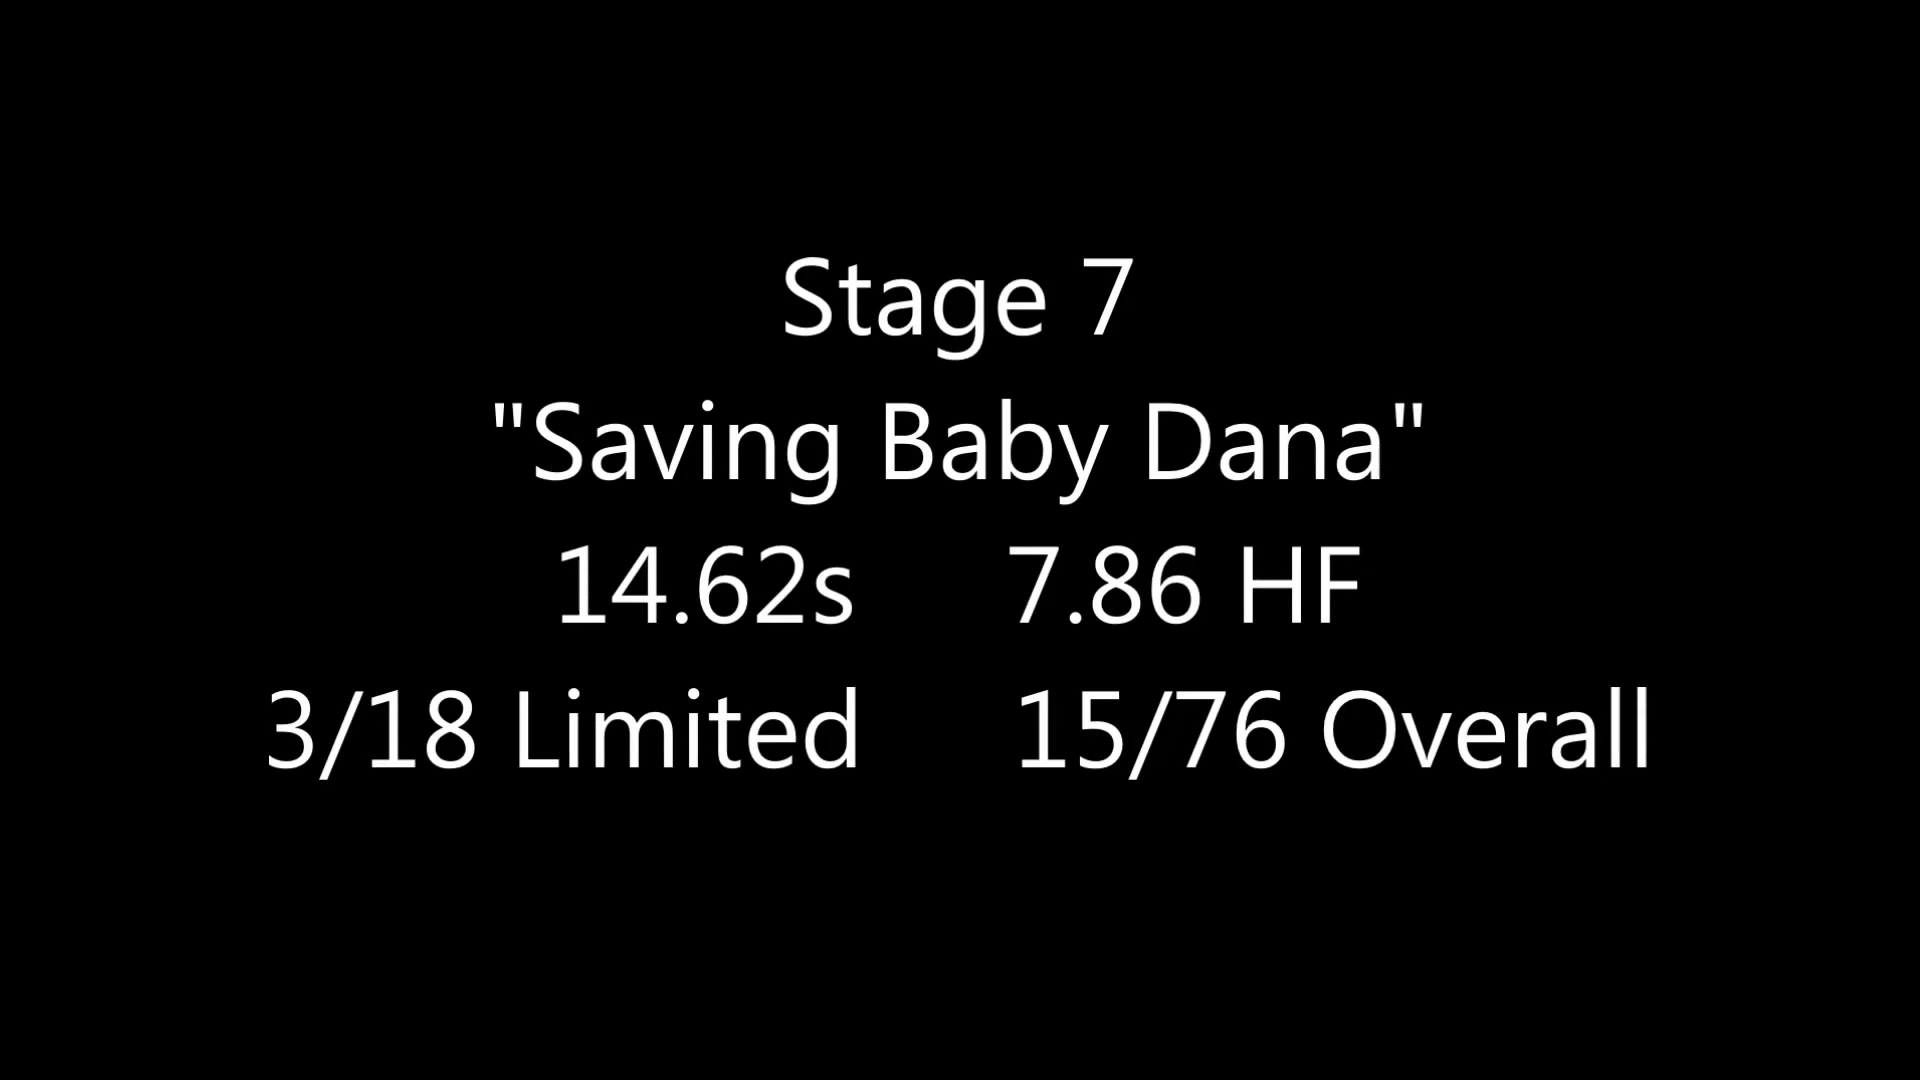 Stage 7
"Saving Baby Dana"
14.62s 7.86 HF
3/18 Limited 15/76 Overall